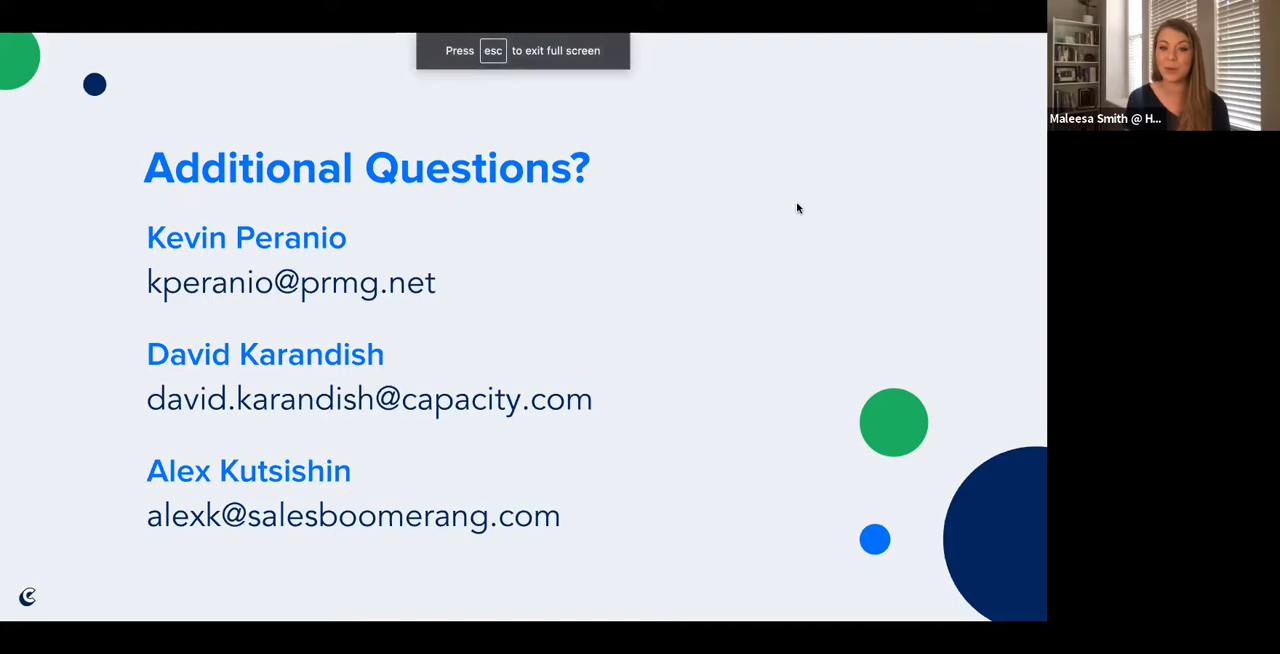 Press esc to exit full screen
Maleesa Smith @ H...
Additional Questions?
Kevin Peranio
kperanio@prmg.net
David Karandish
david.karandish@capacity.com
Alex Kutsishin
alexk@salesboomerang.com